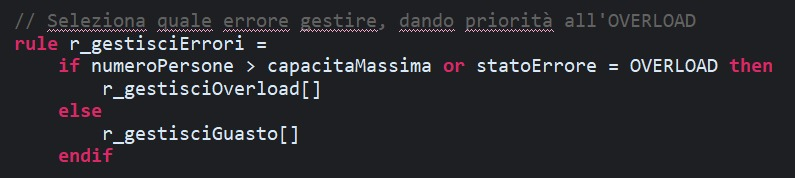 // Seleziona quale errore gestire, dando priorità all'OVERLOAD
rule r_gestisciErrori =
    if numeroPersone > capacitaMassima or statoErrore = OVERLOAD then
        r_gestisciOverload[]
    else
        r_gestisciGuasto[]
    endif